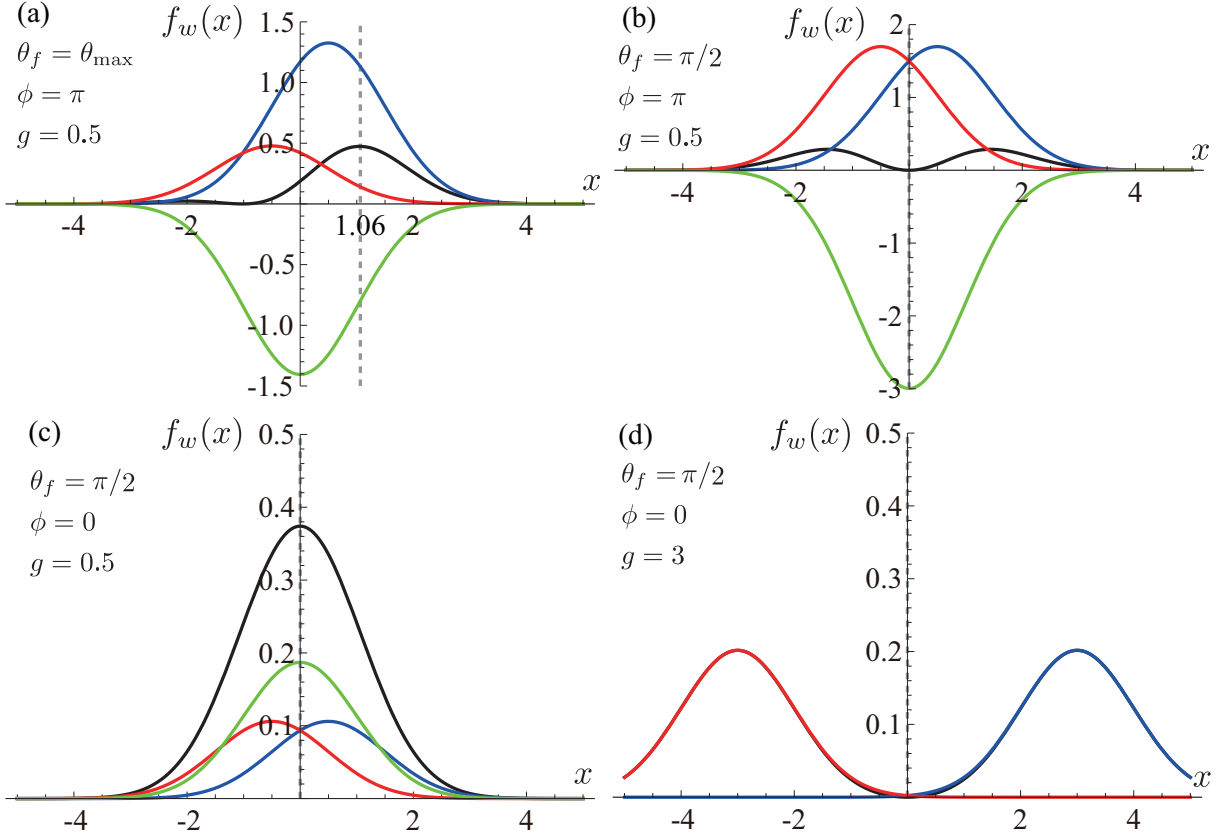 (a)
f_w(x)
θ_f = θ_max
ϕ = π
g = 0.5
1.5
1.0
0.5
x
-4
-2
1.06
2
4
-0.5
-1.0
-1.5
(b)
f_w(x)
θ_f = π/2
ϕ = π
g = 0.5
2
1
x
-4
-2
2
4
-1
-2
-3
(c)
f_w(x)
θ_f = π/2
ϕ = 0
g = 0.5
0.5
0.4
0.3
0.2
0.1
x
-4
-2
2
4
(d)
f_w(x)
θ_f = π/2
ϕ = 0
g = 3
0.5
0.4
0.3
0.2
0.1
x
-4
-2
2
4